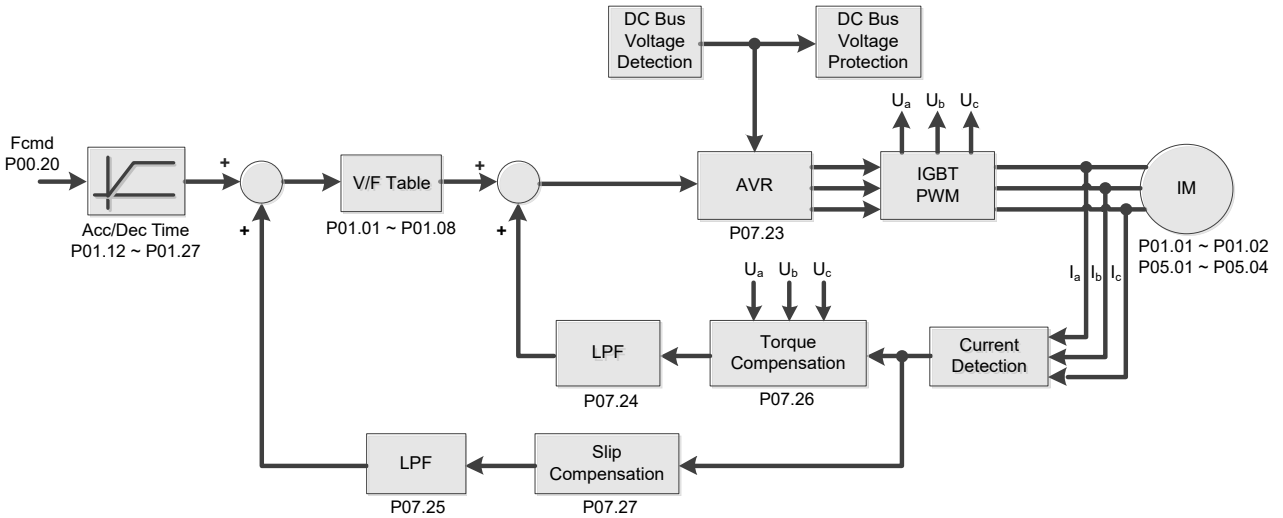 DC Bus
Voltage
Detection
DC Bus
Voltage
Protection
Ua Ub Uc
Fcmd
P00.20
+
+
Acc/Dec Time
P01.12 ~ P01.27
V/F Table
P01.01 ~ P01.08
+
+
AVR
P07.23
IGBT
PWM
IM
P01.01 ~ P01.02
P05.01 ~ P05.04
Ia Ib Ic
Ua Ub Uc
LPF
P07.24
Torque
Compensation
P07.26
Current
Detection
LPF
P07.25
Slip
Compensation
P07.27